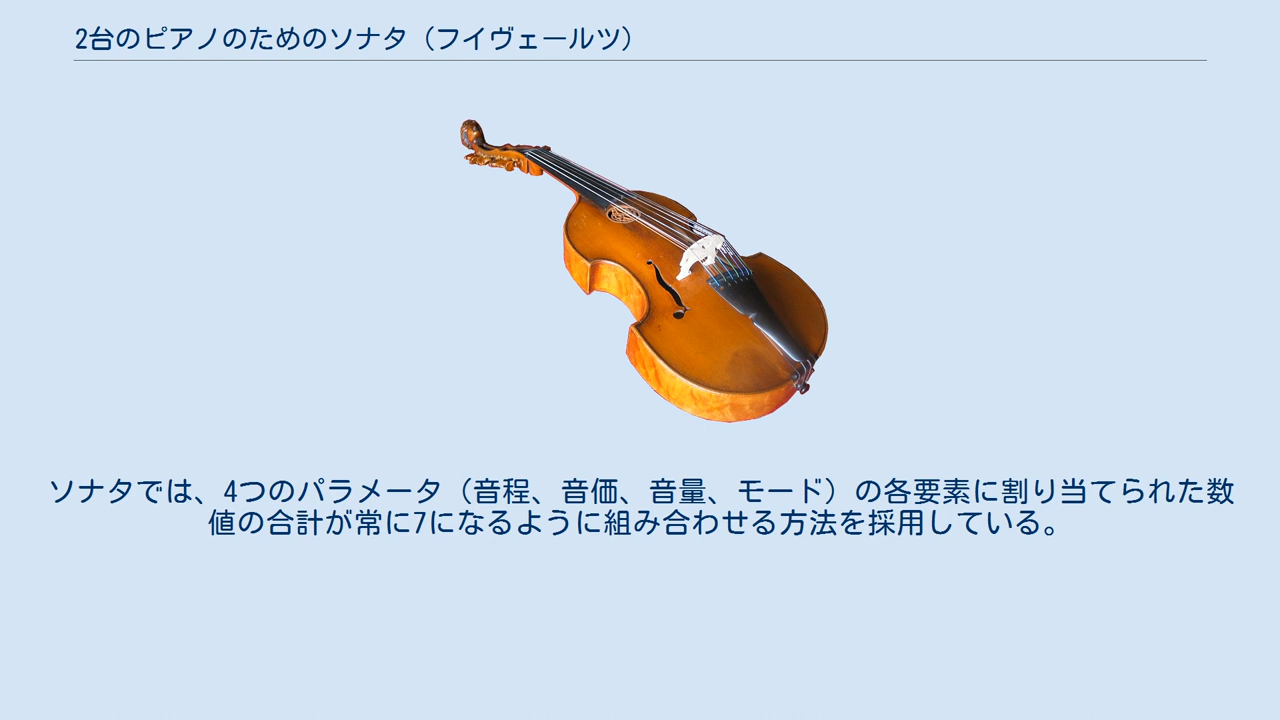 2台のピアノのためのソナタ（フイヴェールツ）
ソナタでは、4つのパラメータ（音程、音価、音量、モード）の各要素に割り当てられた数
値の合計が常に7になるように組み合わせる方法を採用している。